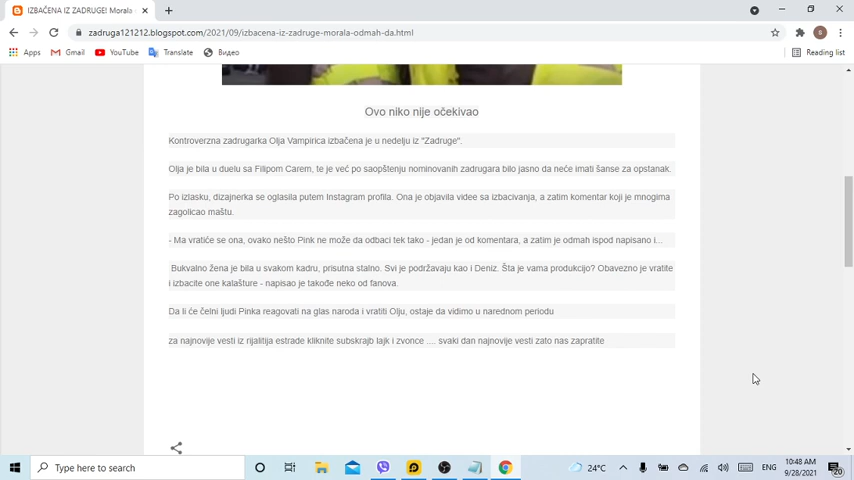 IZBAČENA IZ ZADRUGE! Morala
zadruga121212.blogspot.com/2021/09/izbacena-iz-zadruge-morala-odmah-da.html
Apps Gmail YouTube Translate Видео Reading list
Ovo niko nije očekivao
Kontroverzna zadrugarka Olja Vampirica izbačena je u nedelju iz "Zadruge".
Olja je bila u duelu sa Filipom Carem, te je već po saopštenju nominovanih zadrugara bilo jasno da neće imati šanse za opstanak.
Po izlasku, dizajnerka se oglasila putem Instagram profila. Ona je objavila videe sa izbacivanja, a zatim komentar koji je mnogima
zagolicao maštu.
- Ma vratiće se ona, ovako nešto Pink ne može da odbaci tek tako - jedan je od komentara, a zatim je odmah ispod napisano i...
Bukvalno žena je bila u svakom kadru, prisutna stalno. Svi je podržavaju kao i Deniz. Šta je vama produkcijo? Obavezno je vratite
i izbacite one kalašture - napisao je takođe neko od fanova.
Da li će čelni ljudi Pinka reagovati na glas naroda i vratiti Olju, ostaje da vidimo u narednom periodu
za najnovije vesti iz rijalitija estrade kliknite subskrajb lajk i zvonce .... svaki dan najnovije vesti zato nas zapratite
Type here to search
24°C
ENG
10:48 AM
9/28/2021
20